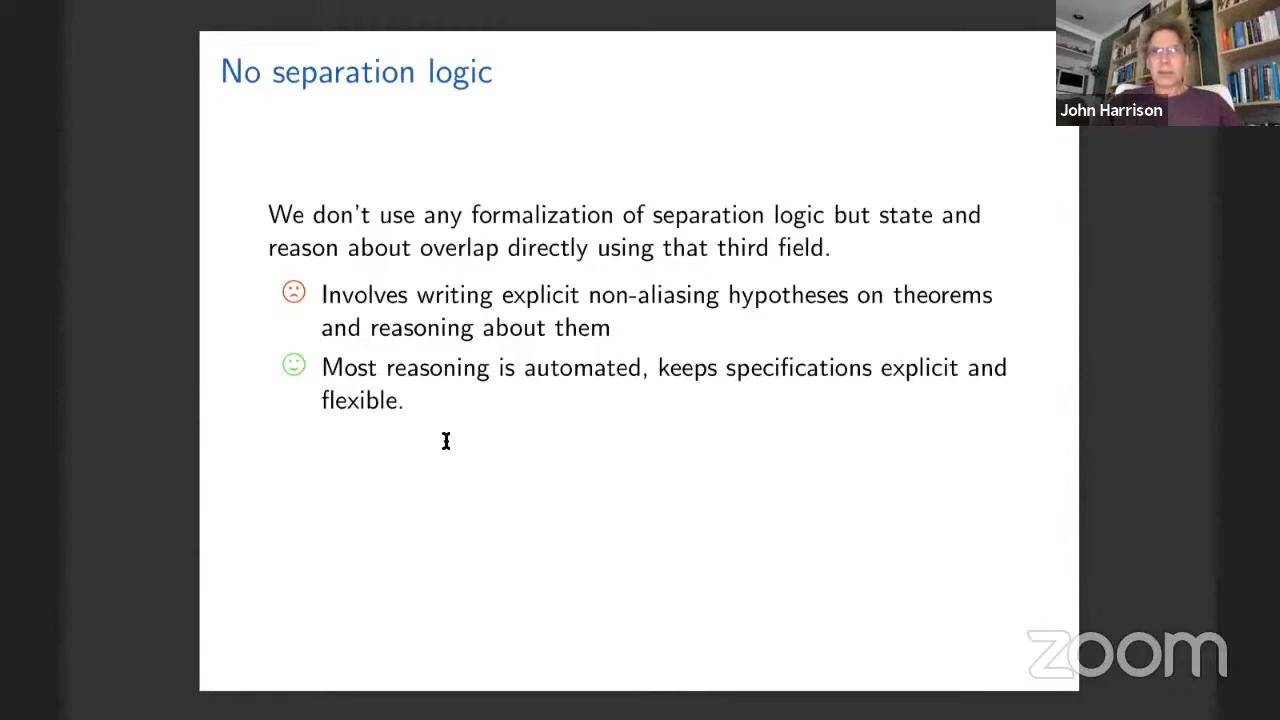 No separation logic
John Harrison
We don't use any formalization of separation logic but state and
reason about overlap directly using that third field.
Involves writing explicit non-aliasing hypotheses on theorems
and reasoning about them
Most reasoning is automated, keeps specifications explicit and
flexible.
zoom